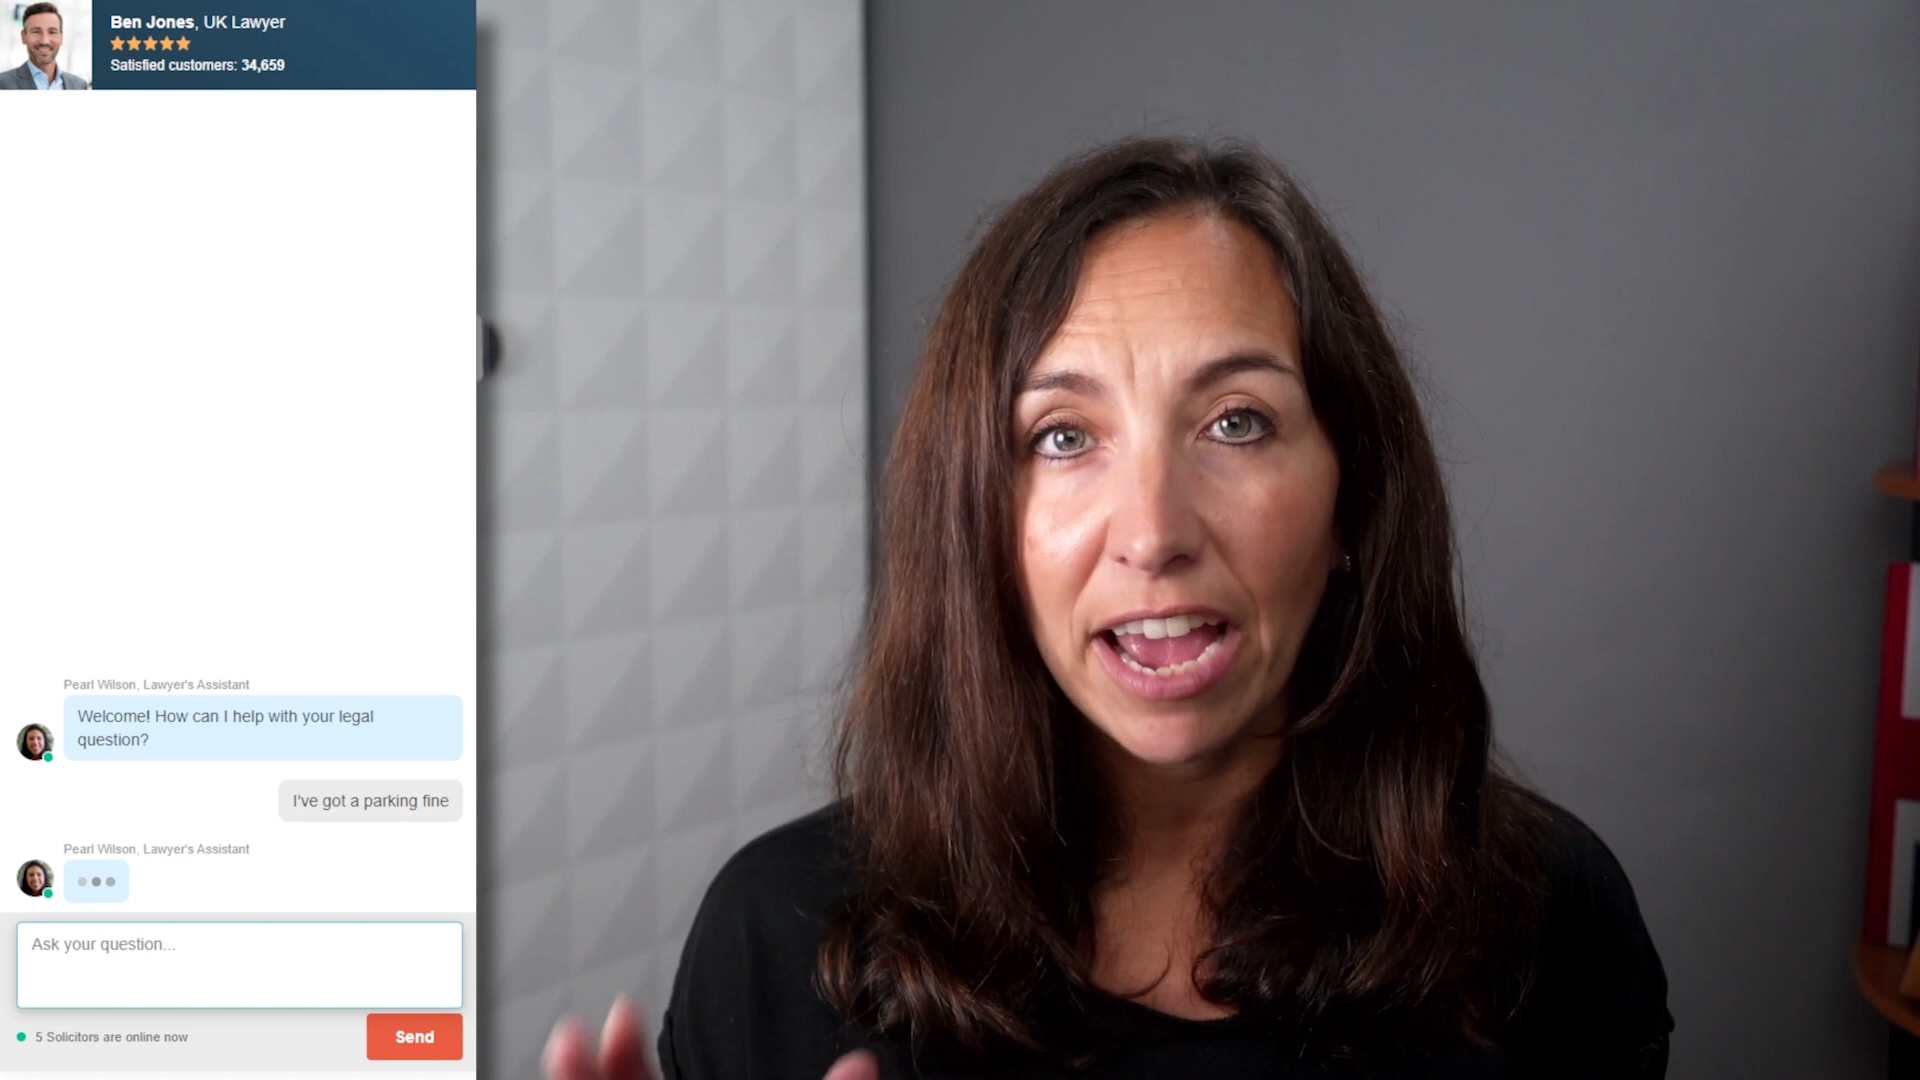 Ben Jones, UK Lawyer
Satisfied customers: 34,659
Pearl Wilson, Lawyer's Assistant
Welcome! How can I help with your legal
question?
I've got a parking fine
Pearl Wilson, Lawyer's Assistant
Ask your question...
5 Solicitors are online now
Send